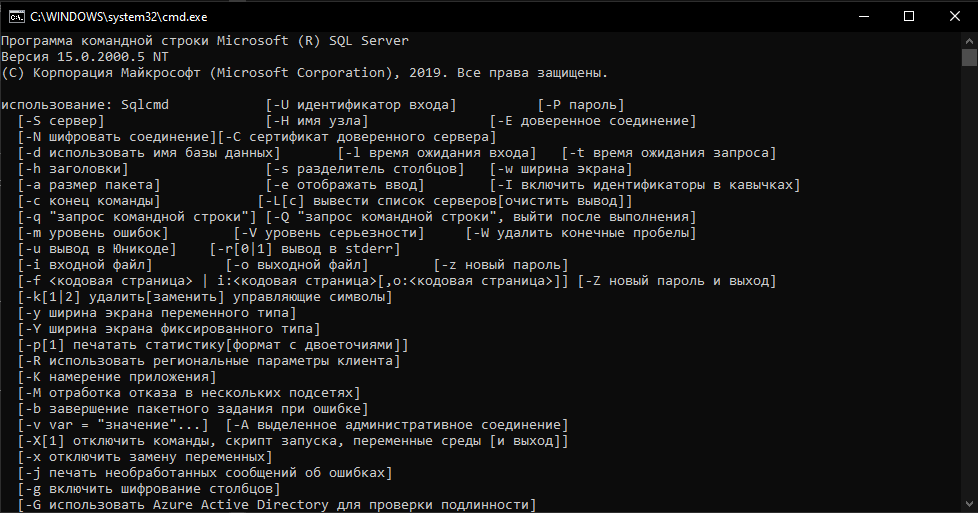 C:\WINDOWS\system32\cmd.exe
Программа командной строки Microsoft (R) SQL Server
Версия 15.0.2000.5 NT
(C) Корпорация Майкрософт (Microsoft Corporation), 2019. Все права защищены.
использование: Sqlcmd [-U идентификатор входа] [-P пароль]
[-S сервер] [-H имя узла] [-E доверенное соединение]
[-N шифровать соединение][-C сертификат доверенного сервера]
[-d использовать имя базы данных] [-l время ожидания входа] [-t время ожидания запроса]
[-h заголовки] [-s разделитель столбцов] [-w ширина экрана]
[-a размер пакета] [-e отображать ввод] [-I включить идентификаторы в кавычках]
[-c конец команды] [-L[c] вывести список серверов[очистить вывод]]
[-q "запрос командной строки"] [-Q "запрос командной строки", выйти после выполнения]
[-m уровень ошибок] [-V уровень серьезности] [-W удалить конечные пробелы]
[-u вывод в Юникоде] [-r[0|1] вывод в stderr]
[-i входной файл] [-o выходной файл] [-z новый пароль]
[-f <кодовая страница> | i:<кодовая страница>[,o:<кодовая страница>]] [-Z новый пароль и выход]
[-k[1|2] удалить[заменить] управляющие символы]
[-y ширина экрана переменного типа]
[-Y ширина экрана фиксированного типа]
[-p[1] печатать статистику[формат с двоеточиями]]
[-R использовать региональные параметры клиента]
[-K намерение приложения]
[-M отработка отказа в нескольких подсетях]
[-b завершение пакетного задания при ошибке]
[-v var = "значение"...] [-A выделенное административное соединение]
[-X[1] отключить команды, скрипт запуска, переменные среды [и выход]]
[-x отключить замену переменных]
[-j печать необработанных сообщений об ошибках]
[-g включить шифрование столбцов]
[-G использовать Azure Active Directory для проверки подлинности]